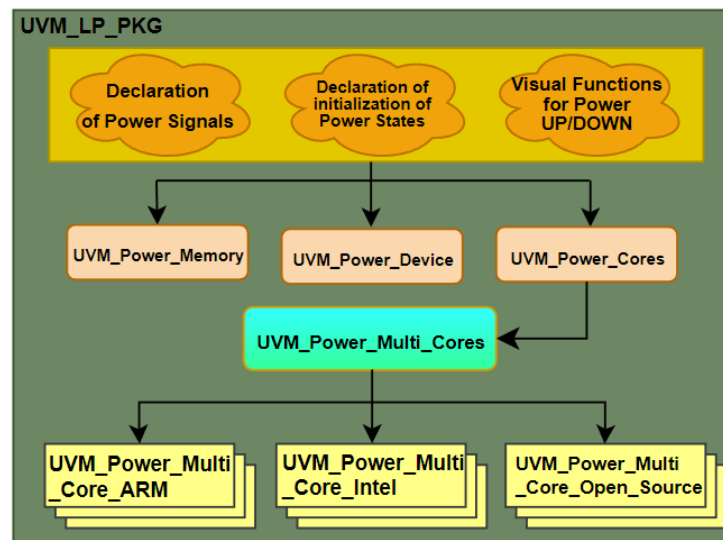 UVM_LP_PKG
Declaration
of Power Signals
Declaration of
initialization of
Power States
Visual Functions
for Power
UP/DOWN
UVM_Power_Memory
UVM_Power_Device
UVM_Power_Cores
UVM_Power_Multi_Cores
UVM_Power_Multi
_Core_ARM
UVM_Power_Multi
_Core_Intel
UVM_Power_Multi
_Core_Open_Source